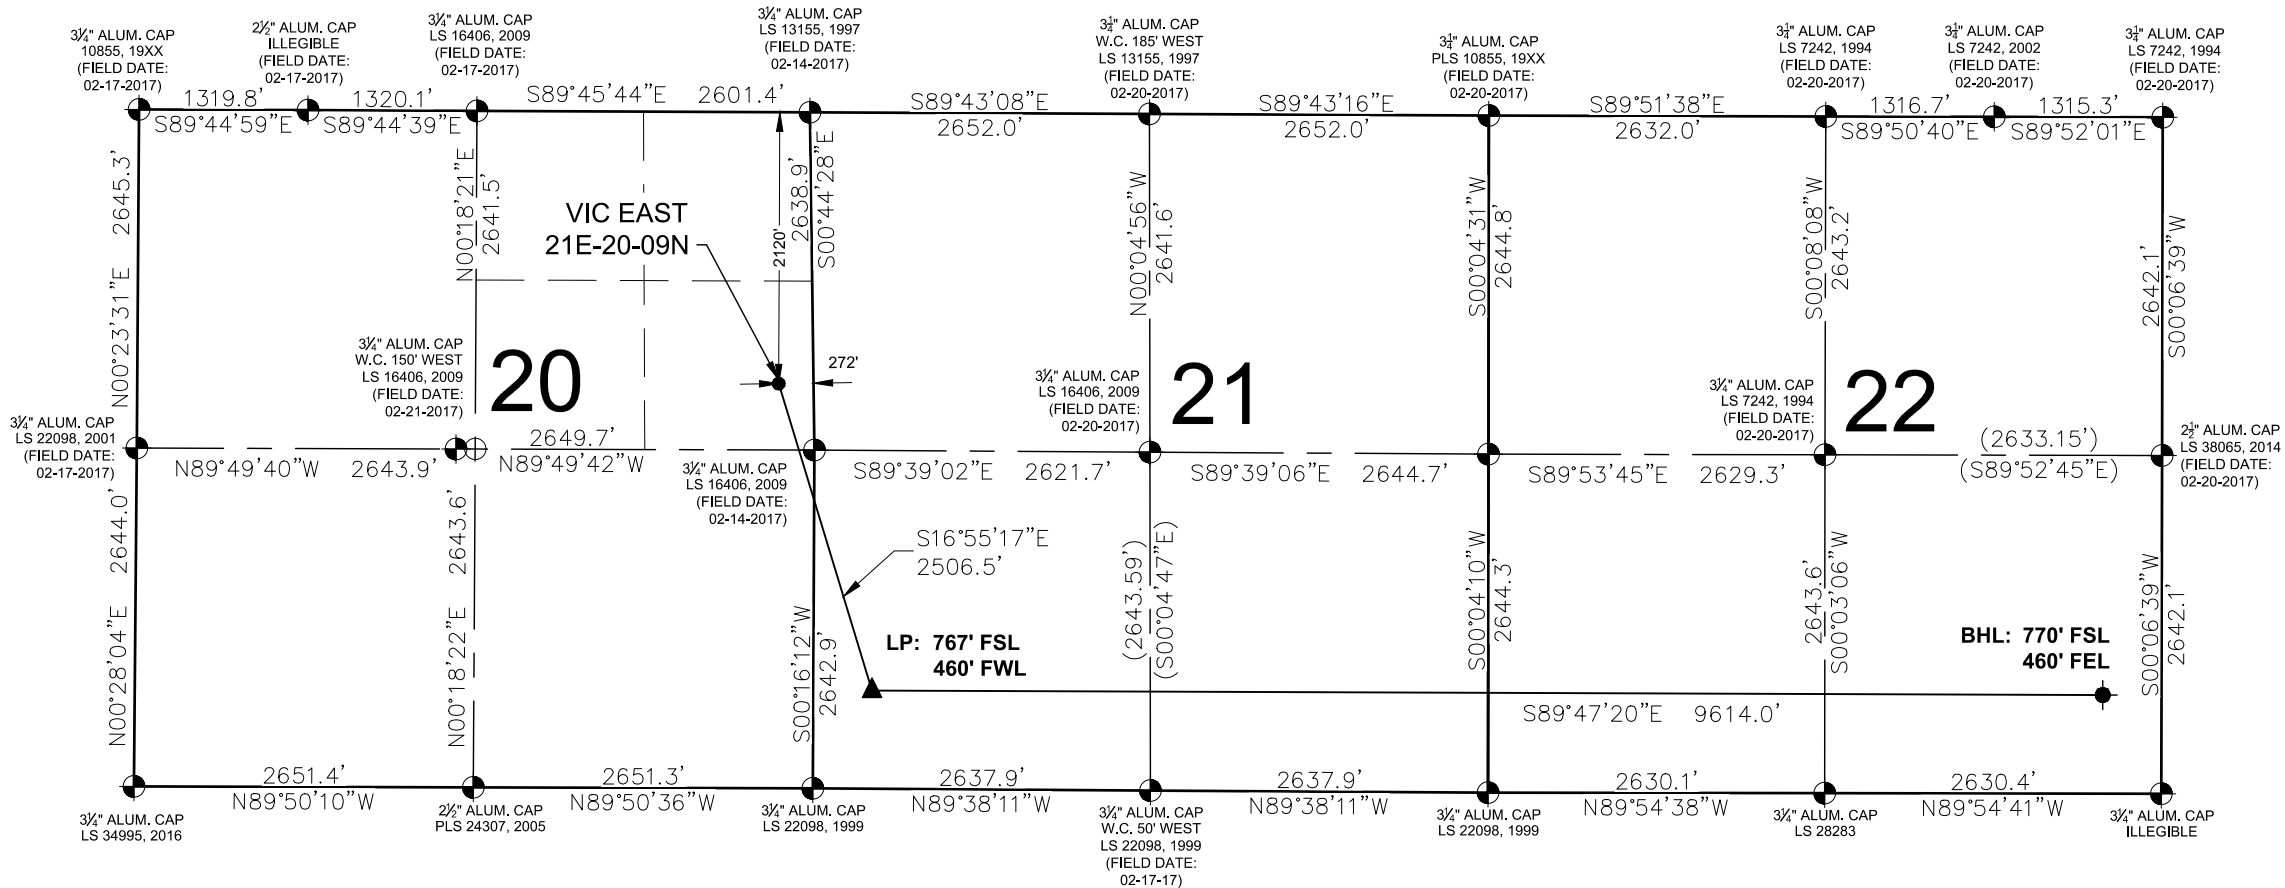 3¼" ALUM. CAP
10855, 19XX
(FIELD DATE:
02-17-2017)
2½" ALUM. CAP
ILLEGIBLE
(FIELD DATE:
02-17-2017)
3¼" ALUM. CAP
LS 16406, 2009
(FIELD DATE:
02-17-2017)
3¼" ALUM. CAP
LS 13155, 1997
(FIELD DATE:
02-14-2017)
3¼" ALUM. CAP
W.C. 185' WEST
LS 13155, 1997
(FIELD DATE:
02-20-2017)
3¼" ALUM. CAP
PLS 10855, 19XX
(FIELD DATE:
02-20-2017)
3¼" ALUM. CAP
LS 7242, 1994
(FIELD DATE:
02-20-2017)
3¼" ALUM. CAP
LS 7242, 2002
(FIELD DATE:
02-20-2017)
3¼" ALUM. CAP
LS 7242, 1994
(FIELD DATE:
02-20-2017)
1319.8'
S89°44'59"E
1320.1'
S89°44'39"E
S89°45'44"E 2601.4'
S89°43'08"E
2652.0'
S89°43'16"E
2652.0'
S89°51'38"E
2632.0'
1316.7'
S89°50'40"E
1315.3'
S89°52'01"E
N00°23'31"E 2645.3'
N00°18'21"E
2641.5'
2120'
2638.9'
S00°44'28"E
N00°04'56"W
2641.6'
S00°04'31"W
2644.8'
S00°08'08"W
2643.2'
2642.1'
S00°06'39"W
VIC EAST
21E-20-09N
272'
20
21
22
3¼" ALUM. CAP
W.C. 150' WEST
LS 16406, 2009
(FIELD DATE:
02-21-2017)
3¼" ALUM. CAP
LS 16406, 2009
(FIELD DATE:
02-20-2017)
3¼" ALUM. CAP
LS 7242, 1994
(FIELD DATE:
02-20-2017)
3¼" ALUM. CAP
LS 22098, 2001
(FIELD DATE:
02-17-2017)
2½" ALUM. CAP
LS 38065, 2014
(FIELD DATE:
02-20-2017)
N89°49'40"W 2643.9'
2649.7'
N89°49'42"W
3¼" ALUM. CAP
LS 16406, 2009
(FIELD DATE:
02-14-2017)
S89°39'02"E 2621.7'
S89°39'06"E 2644.7'
S89°53'45"E 2629.3'
(2633.15')
(S89°52'45"E)
N00°28'04"E 2644.0'
N00°18'22"E 2643.6'
S00°16'12"W
2642.9'
S16°55'17"E
2506.5'
(2643.59')
(S00°04'47"E)
S00°04'10"W
2644.3'
2643.6'
S00°03'06"W
S00°06'39"W
2642.1'
LP: 767' FSL
460' FWL
BHL: 770' FSL
460' FEL
S89°47'20"E 9614.0'
2651.4'
N89°50'10"W
2651.3'
N89°50'36"W
2637.9'
N89°38'11"W
2637.9'
N89°38'11"W
2630.1'
N89°54'38"W
2630.4'
N89°54'41"W
3¼" ALUM. CAP
LS 34995, 2016
2½" ALUM. CAP
PLS 24307, 2005
3¼" ALUM. CAP
LS 22098, 1999
3¼" ALUM. CAP
W.C. 50' WEST
LS 22098, 1999
(FIELD DATE:
02-17-17)
3¼" ALUM. CAP
LS 22098, 1999
3¼" ALUM. CAP
LS 28283
3¼" ALUM. CAP
ILLEGIBLE